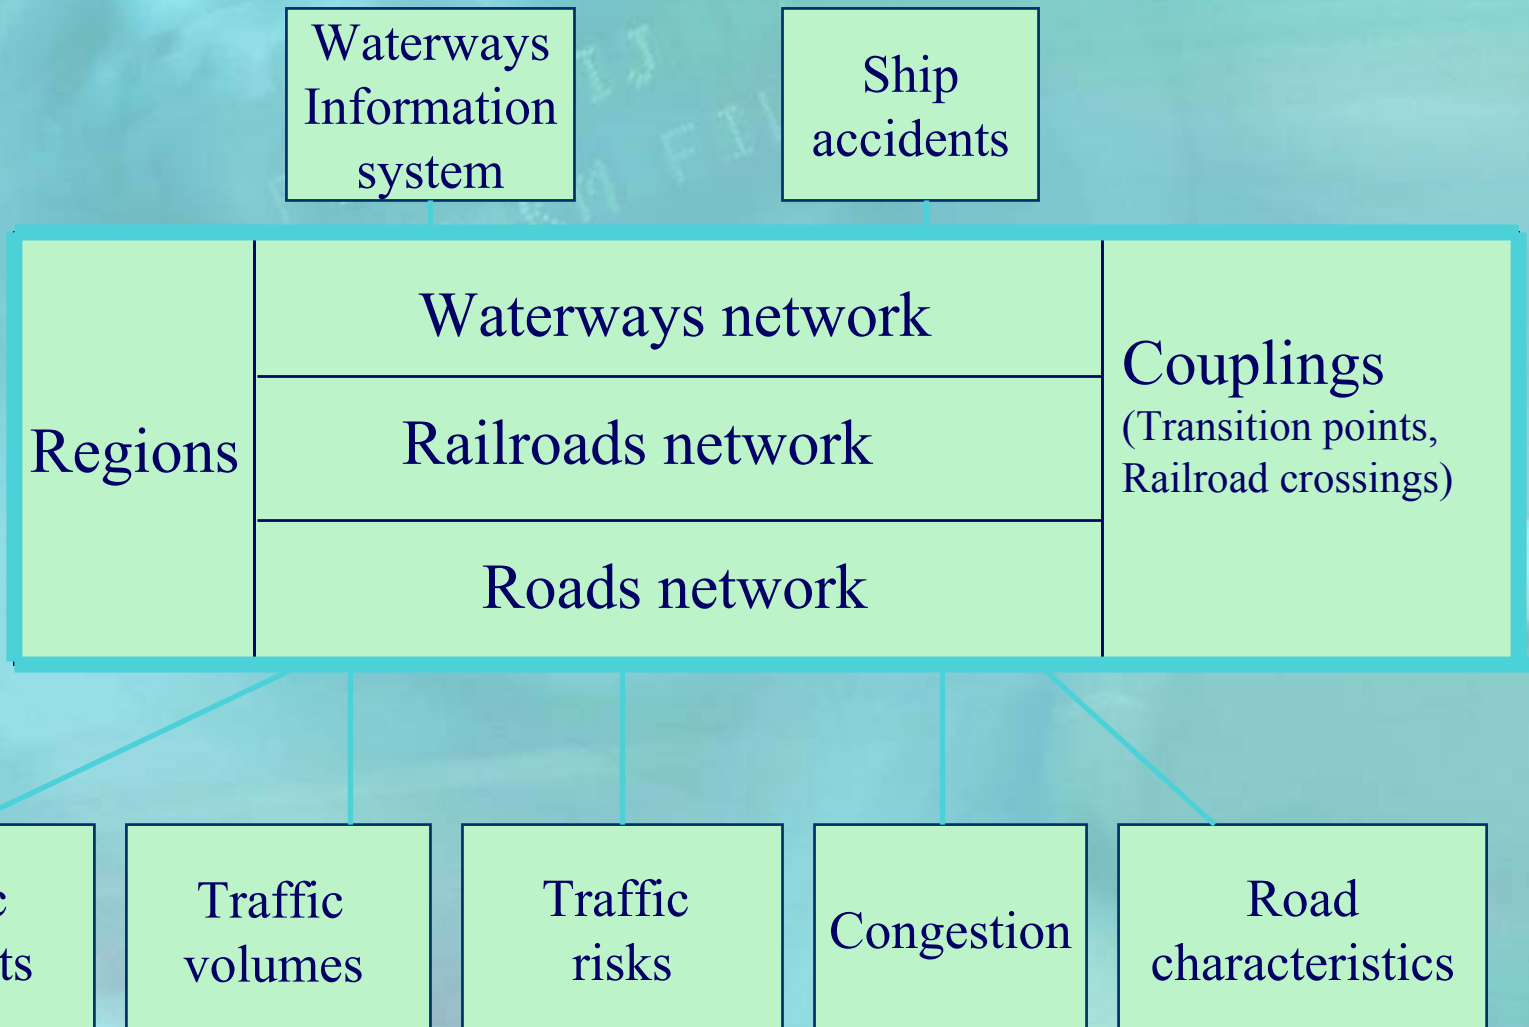 Waterways
Information
system
Ship
accidents
Regions
Waterways network
Railroads network
Roads network
Couplings
(Transition points,
Railroad crossings)
Traffic
volumes
Traffic
risks
Congestion
Road
characteristics